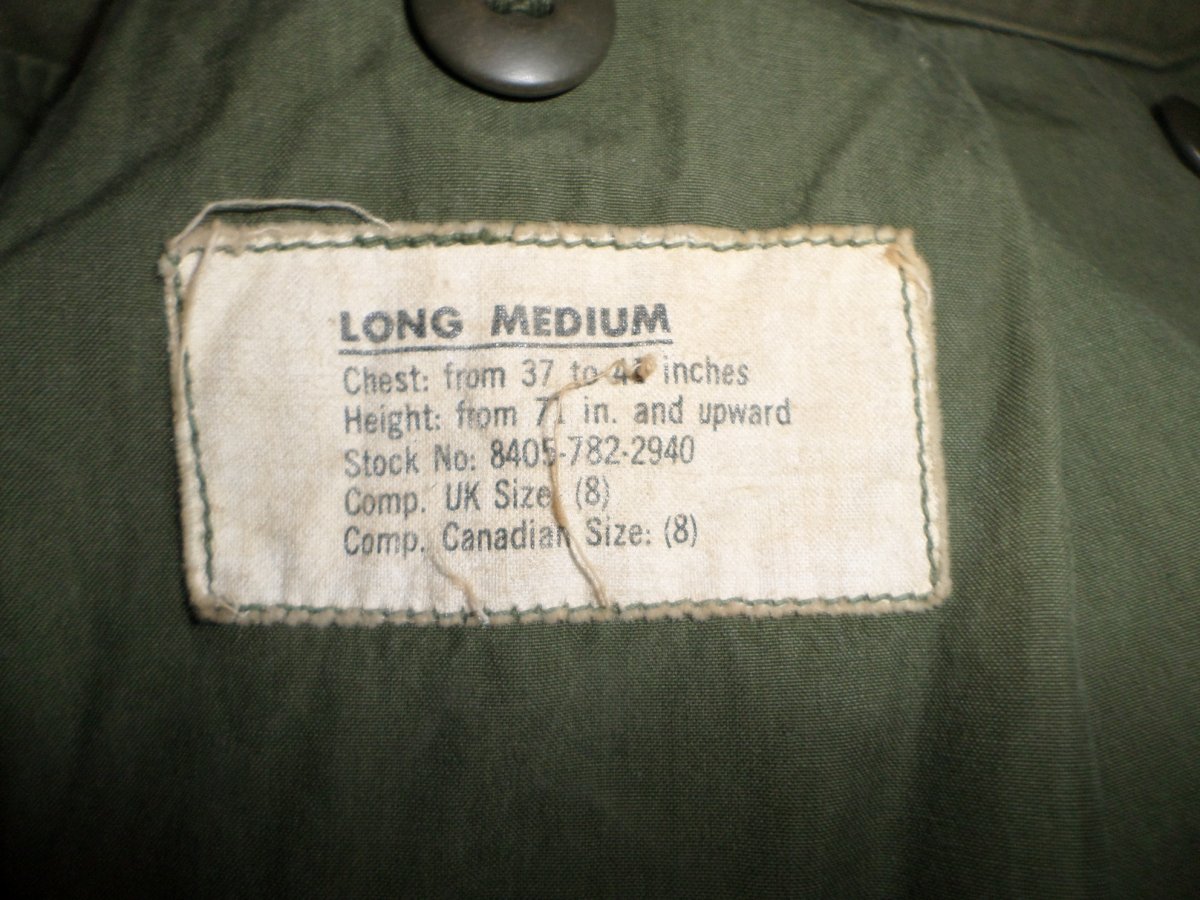 LONG MEDIUM
Chest: from 37 to 41 inches
Height: from 71 in. and upward
Stock No: 8405-782-2940
Comp. UK Size: (8)
Comp. Canadian Size: (8)